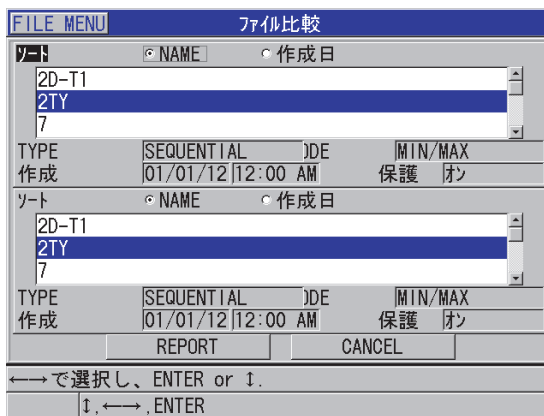 FILE MENU ファイル比較
ソート NAME 作成日
2D-T1
2TY
7
TYPE SEQUENTIAL ODE MIN/MAX
作成 01/01/12 12:00 AM 保護 オン
ソート NAME 作成日
2D-T1
2TY
7
TYPE SEQUENTIAL ODE MIN/MAX
作成 01/01/12 12:00 AM 保護 オン
REPORT CANCEL
←→で選択し、ENTER or ↕.
↕,←→,ENTER